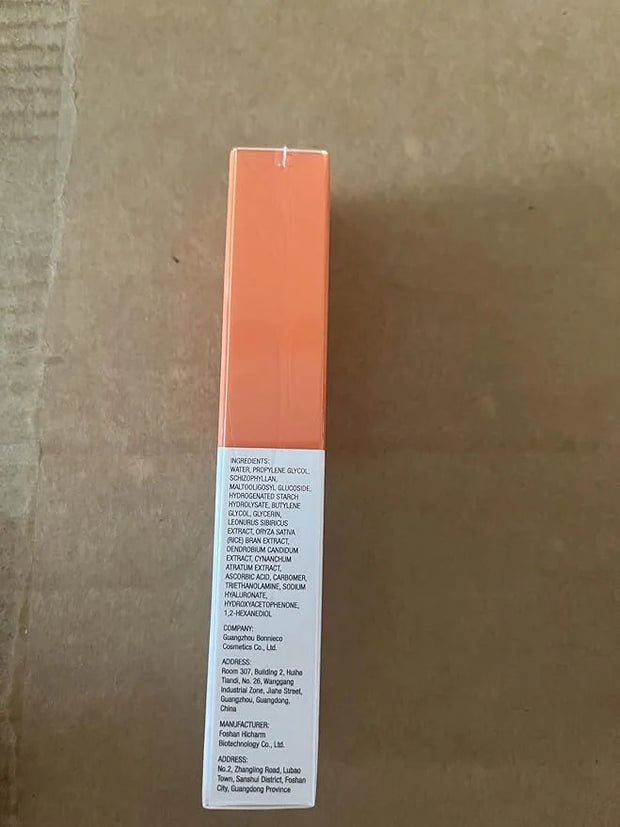 INGREDIENTS:
WATER, PROPYLENE GLYCOL,
SCHIZOPHYLLAN,
MALTOOLIGOSYL GLUCOSIDE,
HYDROGENATED STARCH
HYDROLYSATE, BUTYLENE
GLYCOL, GLYCERIN,
LEONURUS SIBIRICUS
EXTRACT, ORYZA SATIVA
(RICE) BRAN EXTRACT,
DENDROBIUM CANDIDUM
EXTRACT, CYNANCHUM
ATRATUM EXTRACT,
ASCORBIC ACID, CARBOMER,
TRIETHANOLAMINE, SODIUM
HYALURONATE,
HYDROXYACETOPHENONE,
1,2-HEXANEDIOL
COMPANY:
Guangzhou Bonnieco
Cosmetics Co., Ltd.
ADDRESS:
Room 307, Building 2, Huihe
Tiandi, No. 26, Wanggang
Industrial Zone, Jiahe Street,
Guangzhou, Guangdong,
China
MANUFACTURER:
Foshan Hicharm
Biotechnology Co., Ltd.
ADDRESS:
No.2, Zhangling Road, Lubao
Town, Sanshui District, Foshan
City, Guangdong Province